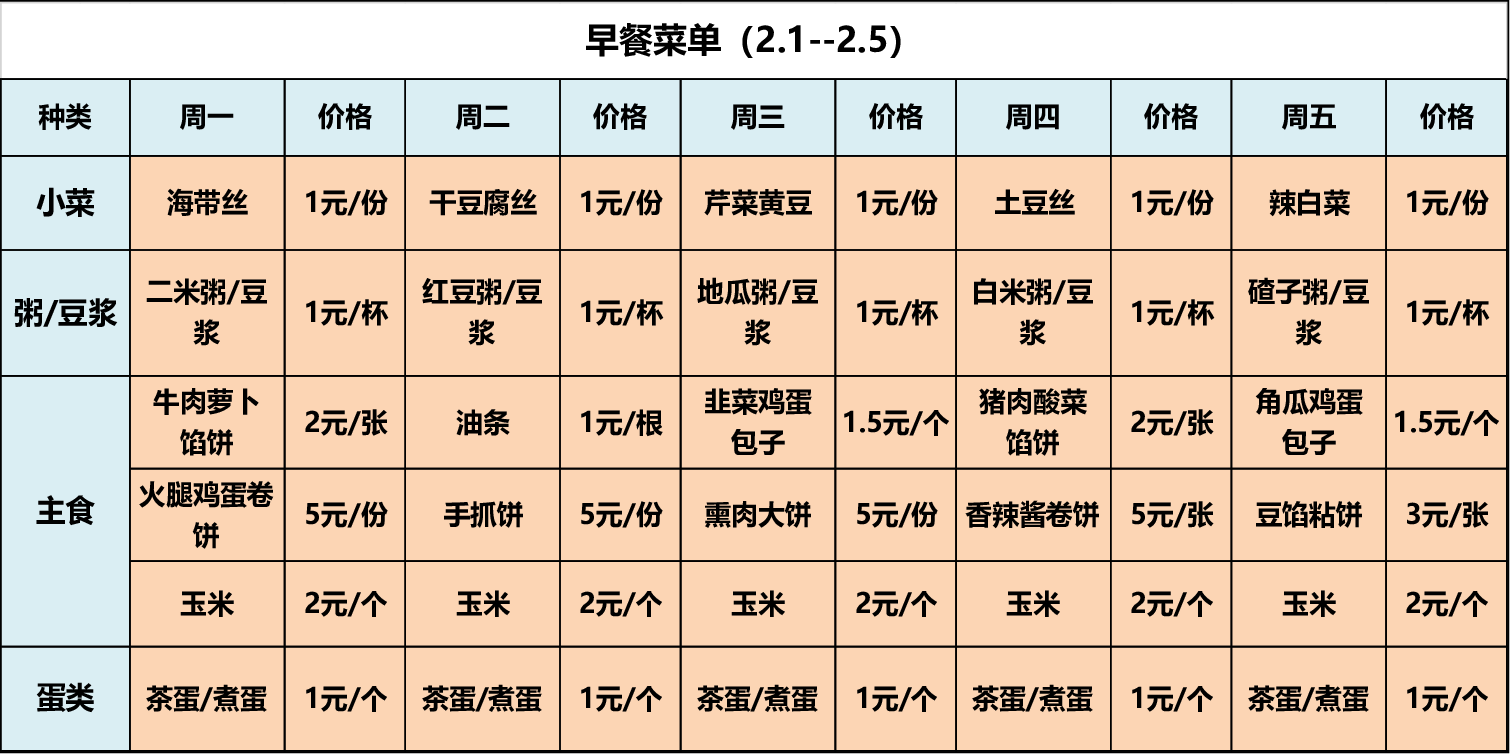 早餐菜单（2.1--2.5）
种类 周一 价格 周二 价格 周三 价格 周四 价格 周五 价格
小菜 海带丝 1元/份 干豆腐丝 1元/份 芹菜黄豆 1元/份 土豆丝 1元/份 辣白菜 1元/份
粥/豆浆 二米粥/豆浆 1元/杯 红豆粥/豆浆 1元/杯 地瓜粥/豆浆 1元/杯 白米粥/豆浆 1元/杯 碴子粥/豆浆 1元/杯
主食 牛肉萝卜馅饼 2元/张 油条 1元/根 韭菜鸡蛋包子 1.5元/个 猪肉酸菜馅饼 2元/张 角瓜鸡蛋包子 1.5元/个
火腿鸡蛋卷饼 5元/份 手抓饼 5元/份 熏肉大饼 5元/份 香辣酱卷饼 5元/张 豆馅粘饼 3元/张
玉米 2元/个 玉米 2元/个 玉米 2元/个 玉米 2元/个 玉米 2元/个
蛋类 茶蛋/煮蛋 1元/个 茶蛋/煮蛋 1元/个 茶蛋/煮蛋 1元/个 茶蛋/煮蛋 1元/个 茶蛋/煮蛋 1元/个